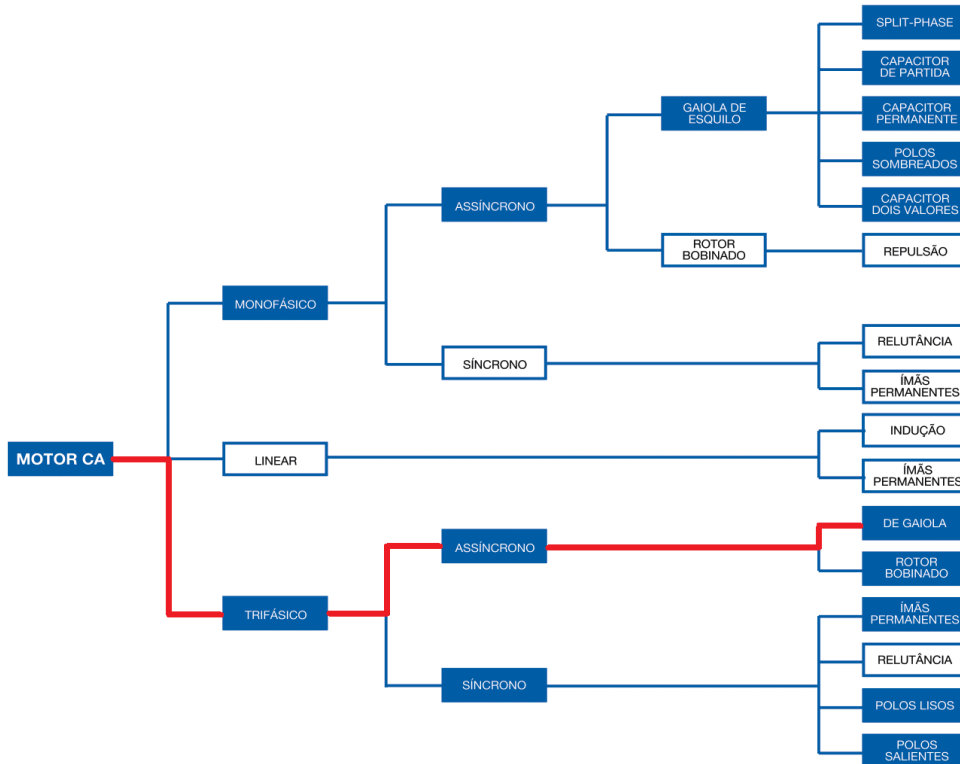 SPLIT-PHASE
CAPACITOR
DE PARTIDA
GAIOLA DE
ESQUILO
CAPACITOR
PERMANENTE
POLOS
SOMBREADOS
ASSÍNCRONO
CAPACITOR
DOIS VALORES
ROTOR
BOBINADO
REPULSÃO
MONOFÁSICO
SÍNCRONO
RELUTÂNCIA
ÍMÃS
PERMANENTES
MOTOR CA
LINEAR
INDUÇÃO
ÍMÃS
PERMANENTES
ASSÍNCRONO
DE GAIOLA
ROTOR
BOBINADO
TRIFÁSICO
ÍMÃS
PERMANENTES
SÍNCRONO
RELUTÂNCIA
POLOS LISOS
POLOS
SALIENTES